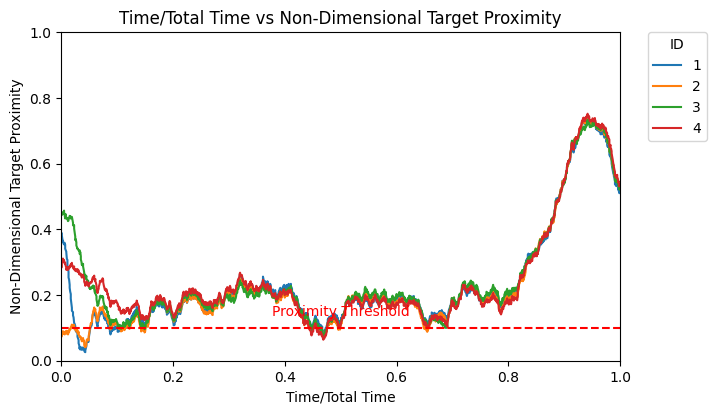 Time/Total Time vs Non-Dimensional Target Proximity
ID
1
2
3
4
Non-Dimensional Target Proximity
1.0
0.8
0.6
0.4
0.2
0.0
Proximity Threshold
0.0 0.2 0.4 0.6 0.8 1.0
Time/Total Time